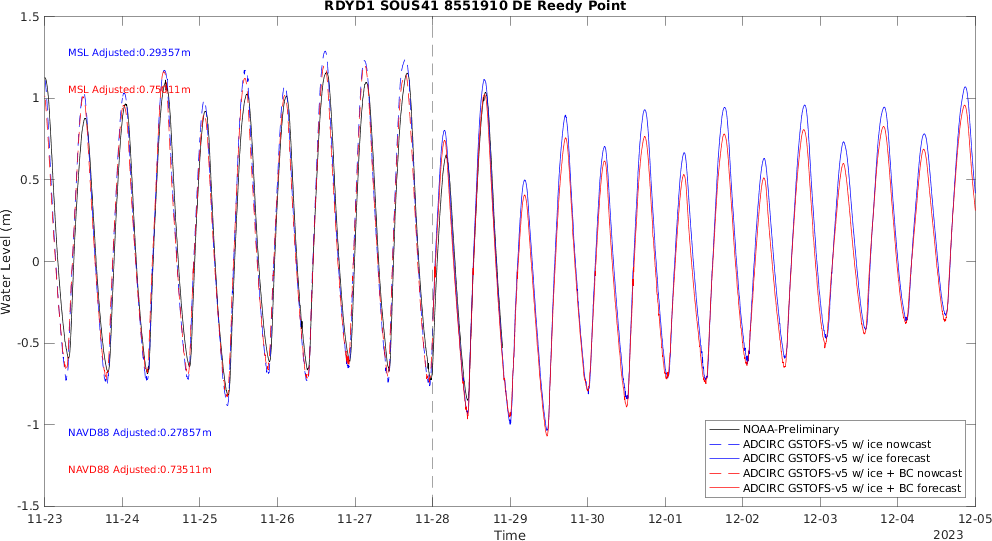 RDYD1 SOUS41 8551910 DE Reedy Point
1.5
1
0.5
0
-0.5
-1
-1.5
Water Level (m)
MSL Adjusted:0.29357m
MSL Adjusted:0.75011m
NAVD88 Adjusted:0.27857m
NAVD88 Adjusted:0.73511m
NOAA-Preliminary
ADCIRC GSTOFS-v5 w/ ice nowcast
ADCIRC GSTOFS-v5 w/ ice forecast
ADCIRC GSTOFS-v5 w/ ice + BC nowcast
ADCIRC GSTOFS-v5 w/ ice + BC forecast
11-23 11-24 11-25 11-26 11-27 11-28 11-29 11-30 12-01 12-02 12-03 12-04 12-05
Time
2023